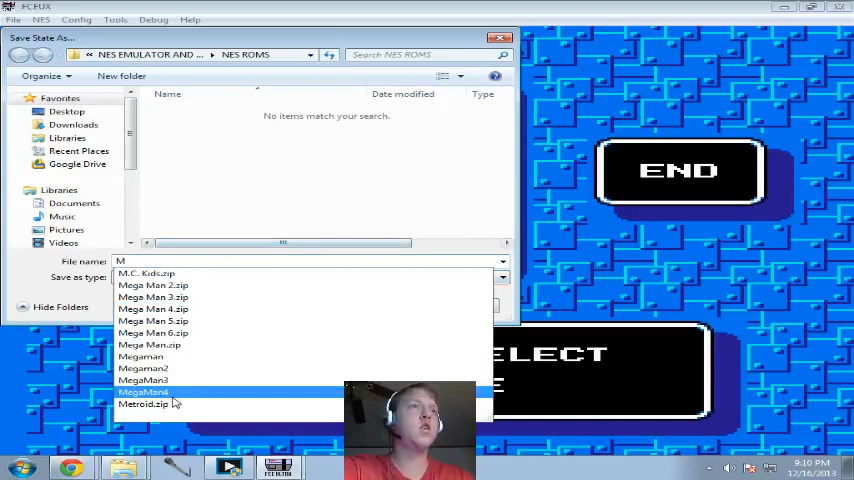 FCEUX
File NES Config Tools Debug Help
Save State As...
« NES EMULATOR AND ... NES ROMS
Search NES ROMS
Organize New folder
Favorites
Desktop
Downloads
Libraries
Recent Places
Google Drive
Libraries
Documents
Music
Pictures
Videos
Name Date modified Type
No items match your search.
File name: M
Save as type:
Hide Folders
M.C. Kids.zip
Mega Man 2.zip
Mega Man 3.zip
Mega Man 4.zip
Mega Man 5.zip
Mega Man 6.zip
Mega Man.zip
Megaman
Megaman2
MegaMan3
MegaMan4
Metroid.zip
END
ELECT
E
FCEULTRA
9:10 PM
12/16/2013